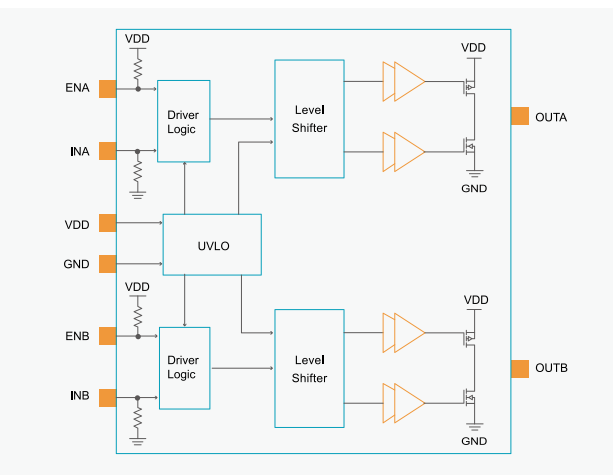 VDD
VDD
ENA
Driver
Logic
Level
Shifter
OUTA
INA
GND
VDD
UVLO
GND
VDD
VDD
ENB
Driver
Logic
Level
Shifter
OUTB
INB
GND